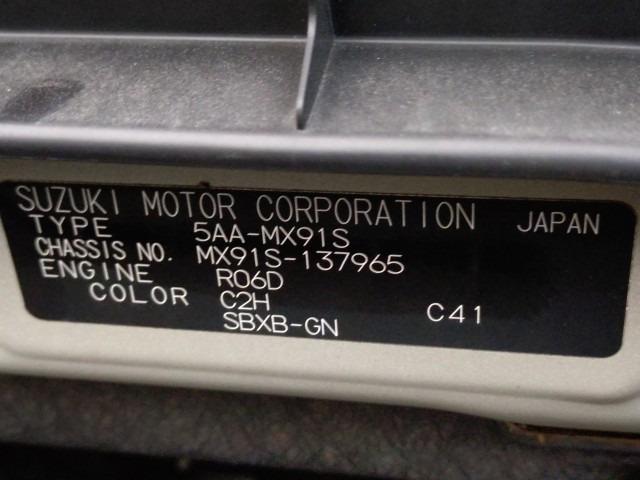 SUZUKI MOTOR CORPORATION JAPAN
TYPE 5AA-MX91S
CHASSIS NO. MX91S-137965
ENGINE R06D
COLOR C2H C41
SBXB-GN